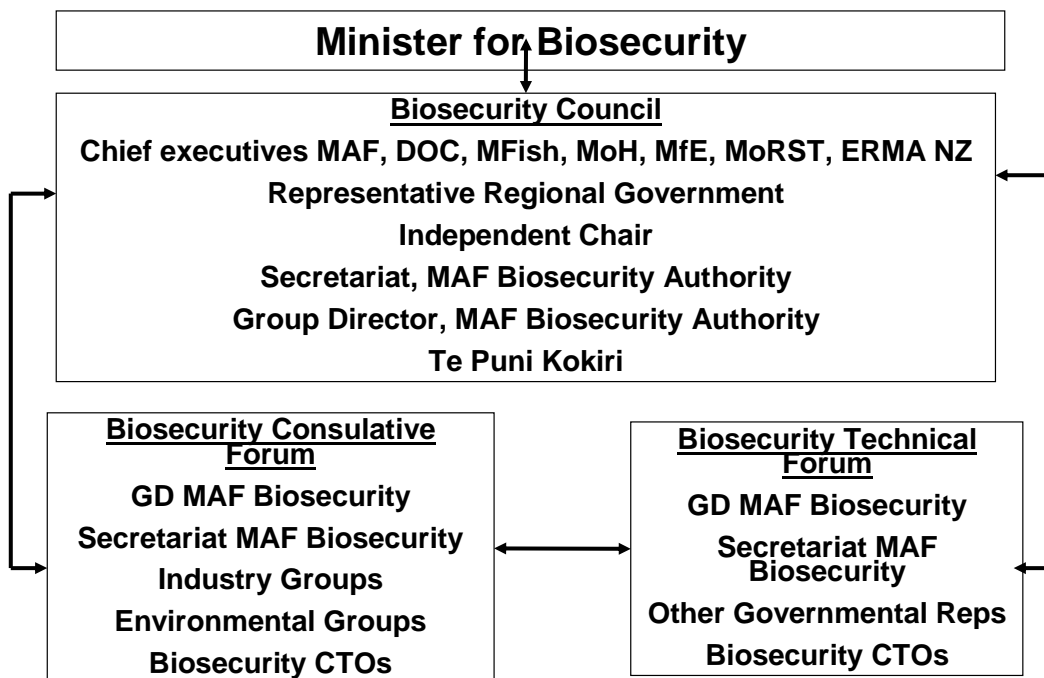 Minister for Biosecurity
Biosecurity Council
Chief executives MAF, DOC, MFish, MoH, MfE, MoRST, ERMA NZ
Representative Regional Government
Independent Chair
Secretariat, MAF Biosecurity Authority
Group Director, MAF Biosecurity Authority
Te Puni Kokiri
Biosecurity Consulative
Forum
GD MAF Biosecurity
Secretariat MAF Biosecurity
Industry Groups
Environmental Groups
Biosecurity CTOs
Biosecurity Technical
Forum
GD MAF Biosecurity
Secretariat MAF
Biosecurity
Other Governmental Reps
Biosecurity CTOs